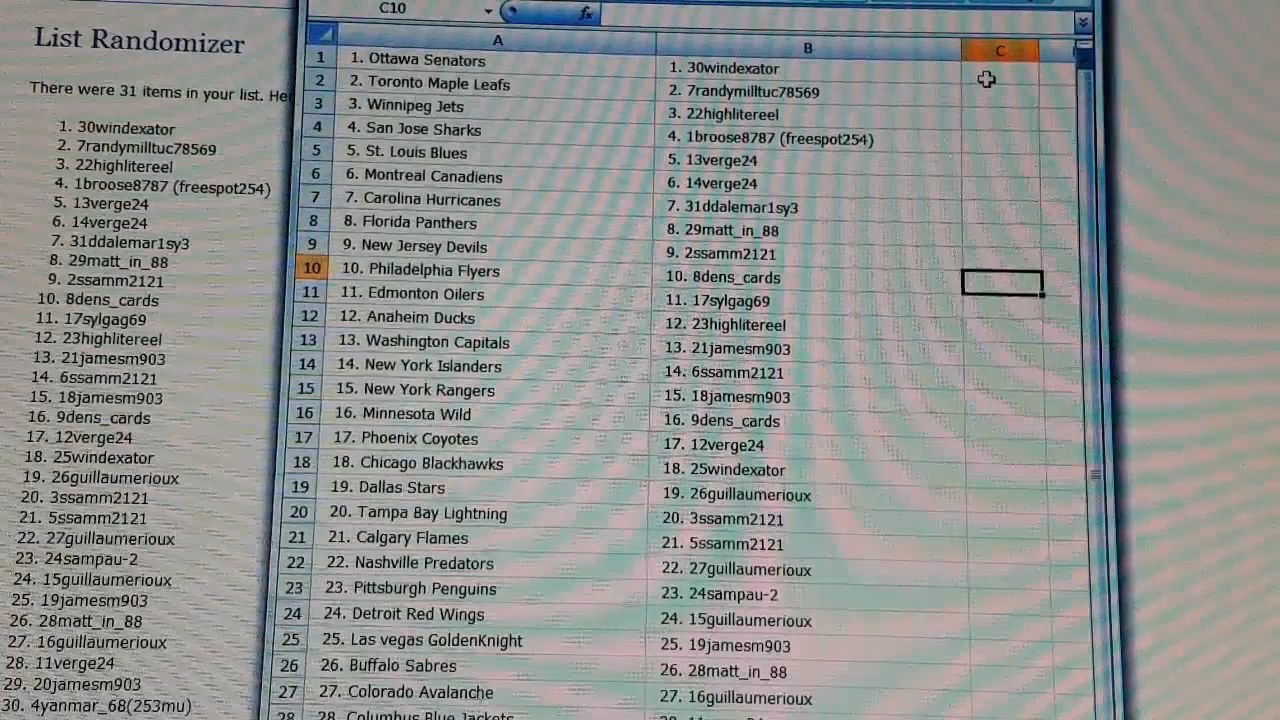 List Randomizer
There were 31 items in your list. He
1. 30windexator
2. 7randymilltuc78569
3. 22highlitereel
4. 1broose8787 (freespot254)
5. 13verge24
6. 14verge24
7. 31ddalemar1sy3
8. 29matt_in_88
9. 2ssamm2121
10. 8dens_cards
11. 17sylgag69
12. 23highlitereel
13. 21jamesm903
14. 6ssamm2121
15. 18jamesm903
16. 9dens_cards
17. 12verge24
18. 25windexator
19. 26guillaumerioux
20. 3ssamm2121
21. 5ssamm2121
22. 27guillaumerioux
23. 24sampau-2
24. 15guillaumerioux
25. 19jamesm903
26. 28matt_in_88
27. 16guillaumerioux
28. 11verge24
29. 20jamesm903
30. 4yanmar_68(253mu)
C10 fx
A B C
1 1. Ottawa Senators 1. 30windexator
2 2. Toronto Maple Leafs 2. 7randymilltuc78569
3 3. Winnipeg Jets 3. 22highlitereel
4 4. San Jose Sharks 4. 1broose8787 (freespot254)
5 5. St. Louis Blues 5. 13verge24
6 6. Montreal Canadiens 6. 14verge24
7 7. Carolina Hurricanes 7. 31ddalemar1sy3
8 8. Florida Panthers 8. 29matt_in_88
9 9. New Jersey Devils 9. 2ssamm2121
10 10. Philadelphia Flyers 10. 8dens_cards
11 11. Edmonton Oilers 11. 17sylgag69
12 12. Anaheim Ducks 12. 23highlitereel
13 13. Washington Capitals 13. 21jamesm903
14 14. New York Islanders 14. 6ssamm2121
15 15. New York Rangers 15. 18jamesm903
16 16. Minnesota Wild 16. 9dens_cards
17 17. Phoenix Coyotes 17. 12verge24
18 18. Chicago Blackhawks 18. 25windexator
19 19. Dallas Stars 19. 26guillaumerioux
20 20. Tampa Bay Lightning 20. 3ssamm2121
21 21. Calgary Flames 21. 5ssamm2121
22 22. Nashville Predators 22. 27guillaumerioux
23 23. Pittsburgh Penguins 23. 24sampau-2
24 24. Detroit Red Wings 24. 15guillaumerioux
25 25. Las vegas GoldenKnight 25. 19jamesm903
26 26. Buffalo Sabres 26. 28matt_in_88
27 27. Colorado Avalanche 27. 16guillaumerioux
28 28. Columbus Blue Jackets